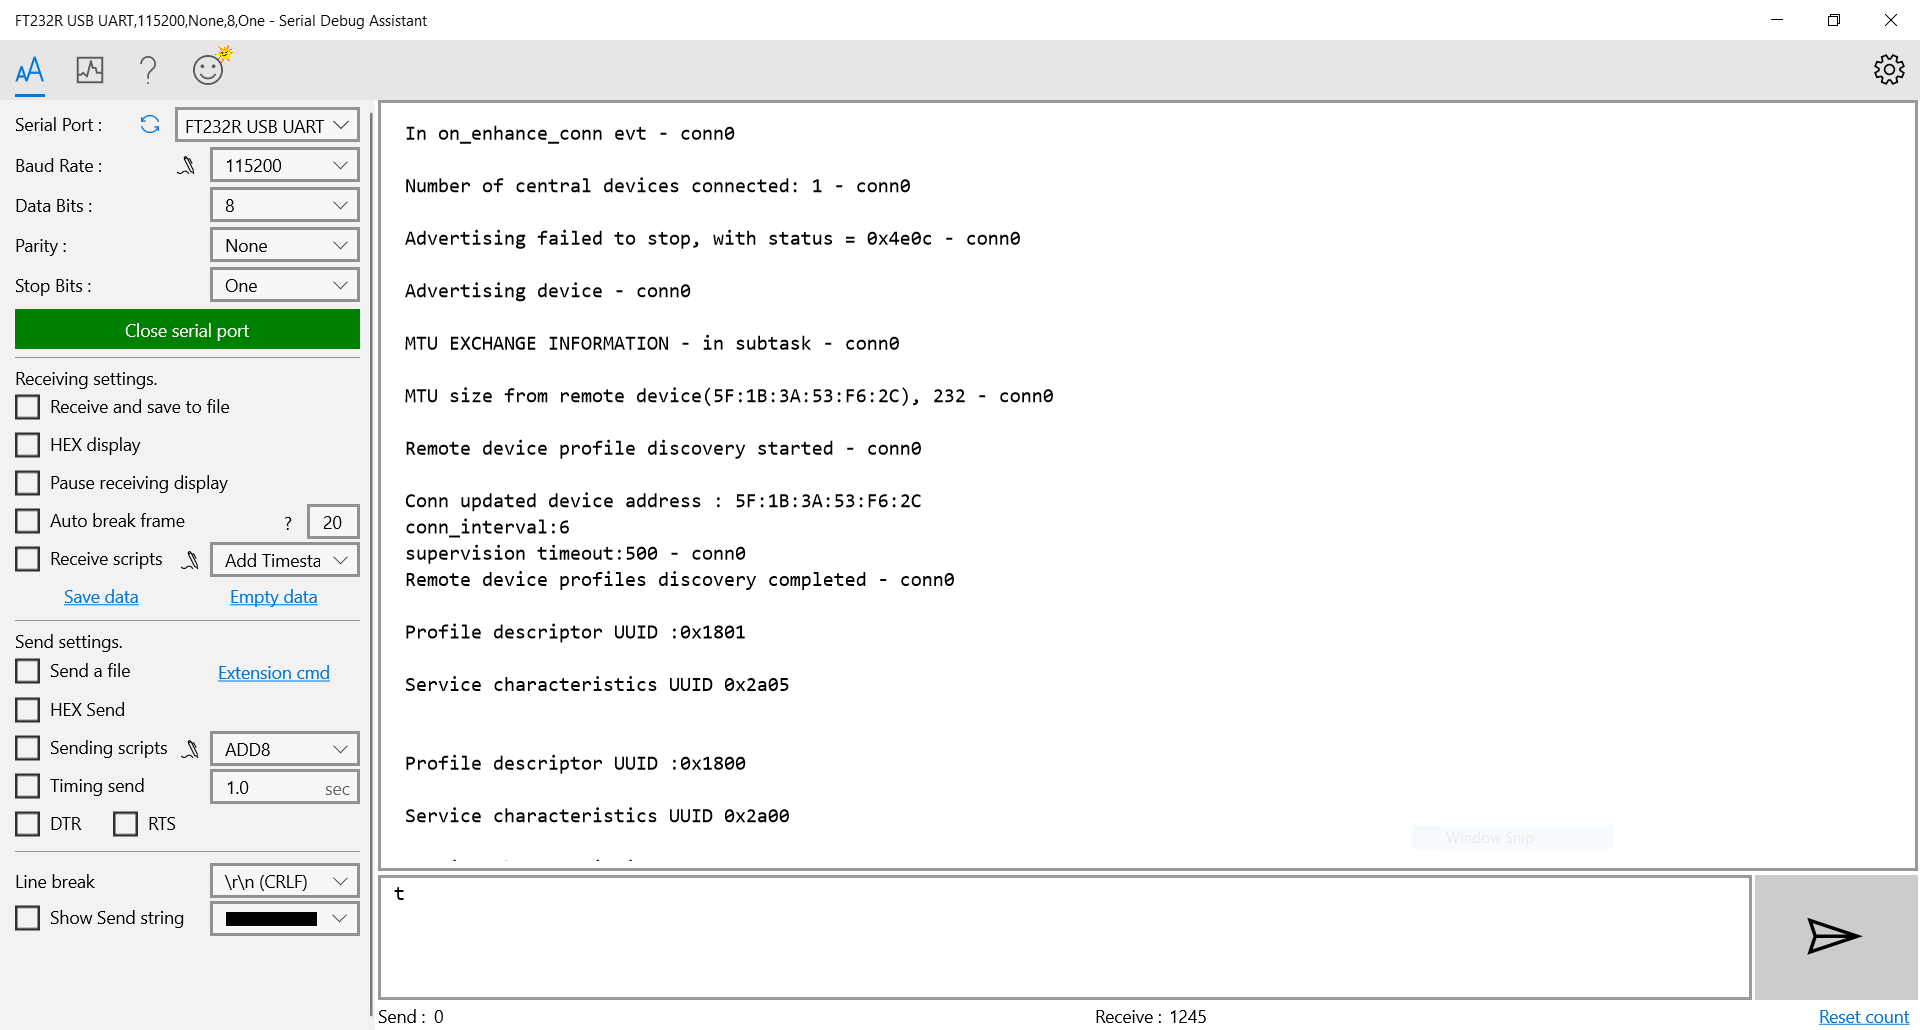 FT232R USB UART,115200,None,8,One - Serial Debug Assistant
Serial Port :
FT232R USB UART
Baud Rate :
115200
Data Bits :
8
Parity :
None
Stop Bits :
One
Close serial port
Receiving settings.
Receive and save to file
HEX display
Pause receiving display
Auto break frame
?
20
Receive scripts
Add Timesta
Save data
Empty data
Send settings.
Send a file
Extension cmd
HEX Send
Sending scripts
ADD8
Timing send
1.0
sec
DTR
RTS
Line break
\r\n (CRLF)
Show Send string
In on_enhance_conn evt - conn0
Number of central devices connected: 1 - conn0
Advertising failed to stop, with status = 0x4e0c - conn0
Advertising device - conn0
MTU EXCHANGE INFORMATION - in subtask - conn0
MTU size from remote device(5F:1B:3A:53:F6:2C), 232 - conn0
Remote device profile discovery started - conn0
Conn updated device address : 5F:1B:3A:53:F6:2C
conn_interval:6
supervision timeout:500 - conn0
Remote device profiles discovery completed - conn0
Profile descriptor UUID :0x1801
Service characteristics UUID 0x2a05
Profile descriptor UUID :0x1800
Service characteristics UUID 0x2a00
Window Snip
t
Send : 0
Receive : 1245
Reset count